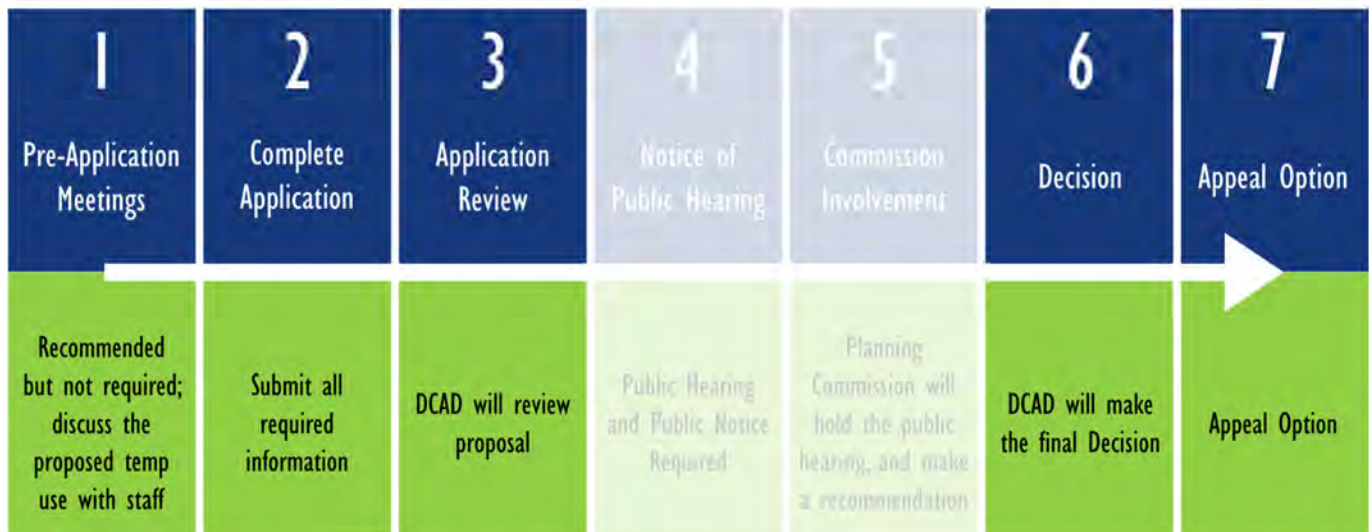 1
Pre-Application
Meetings
2
Complete
Application
3
Application
Review
4
Notice of
Public Hearing
5
Commission
Involvement
6
Decision
7
Appeal Option
Recommended
but not required;
discuss the
proposed temp
use with staff
Submit all
required
information
DCAD will review
proposal
Public Hearing
and Public Notice
Required
Planning
Commission will
hold the public
hearing, and make
a recommendation
DCAD will make
the final Decision
Appeal Option